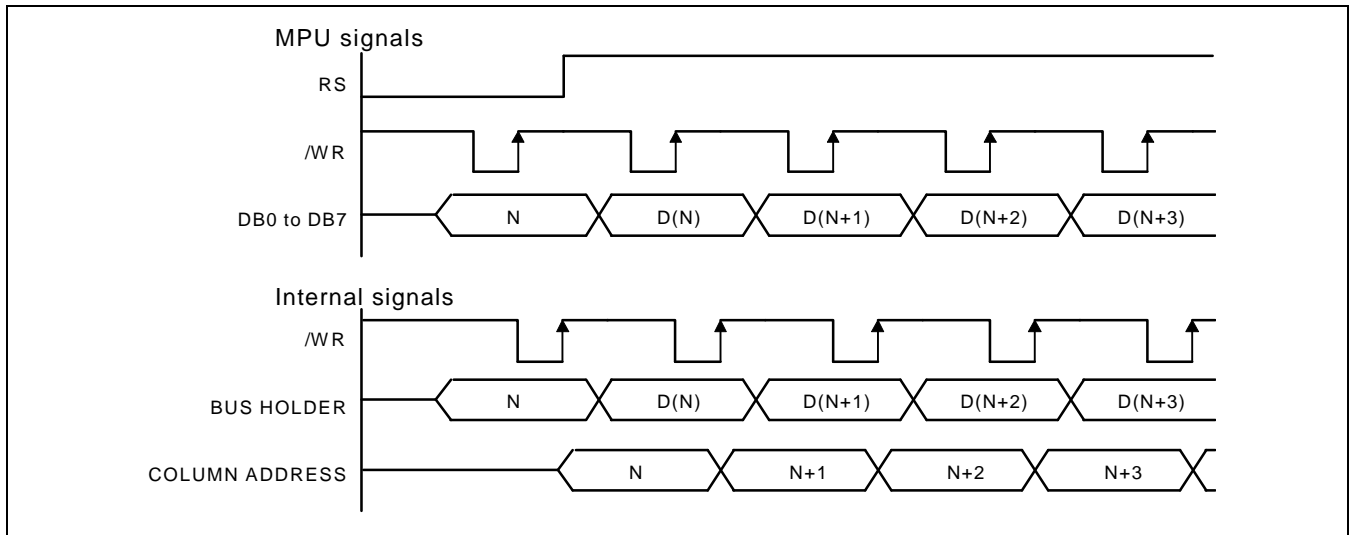 MPU signals
RS
/WR
DB0 to DB7
N
D(N)
D(N+1)
D(N+2)
D(N+3)
Internal signals
/WR
BUS HOLDER
N
D(N)
D(N+1)
D(N+2)
D(N+3)
COLUMN ADDRESS
N
N+1
N+2
N+3